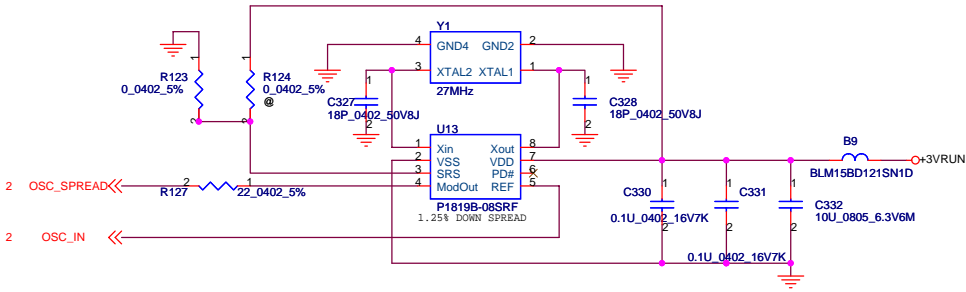 Y1
4 GND4 GND2 2
3 XTAL2 XTAL1 1
27MHz
1
2
R123
0_0402_5%
1
2
R124
0_0402_5%
@
1
2
C327
18P_0402_50V8J
1
2
C328
18P_0402_50V8J
U13
1 Xin Xout 8
2 VSS VDD 7
3 SRS PD# 6
4 ModOut REF 5
P1819B-08SRF
1.25% DOWN SPREAD
2 OSC_SPREAD
2 1
R127 22_0402_5%
2 OSC_IN
B9
BLM15BD121SN1D
+3VRUN
1
2
C330
0.1U_0402_16V7K
1
2
C331
0.1U_0402_16V7K
1
2
C332
10U_0805_6.3V6M